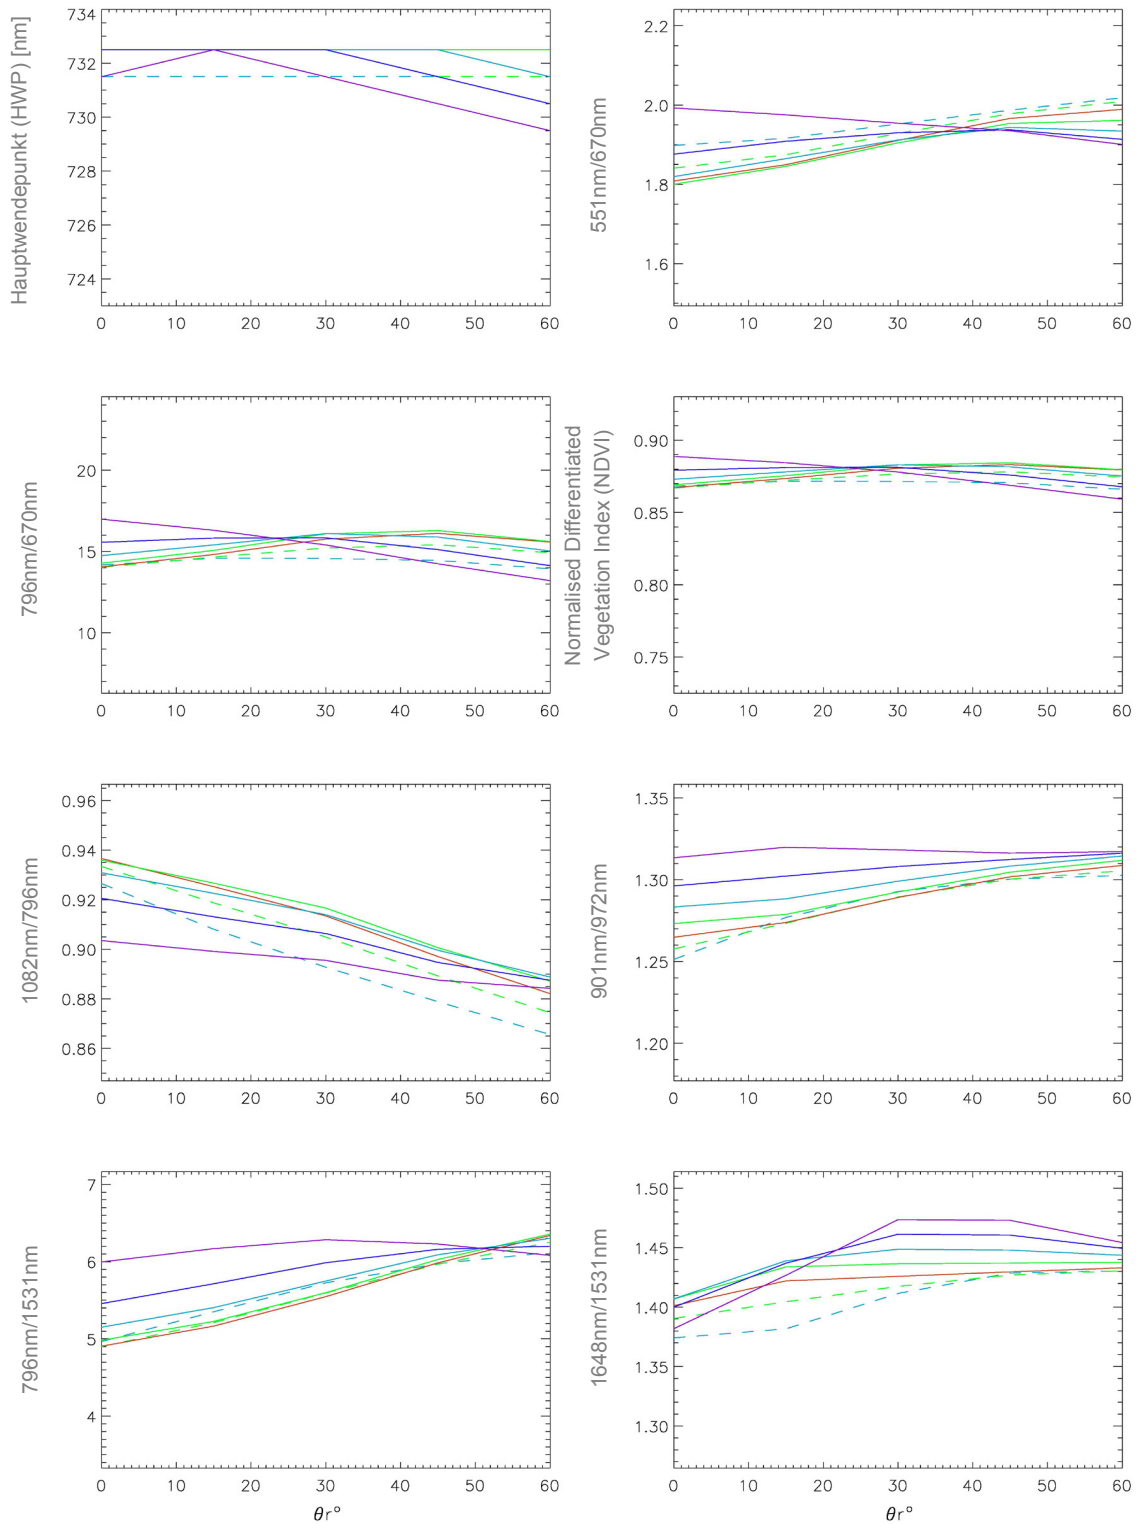 Hauptwendepunkt (HWP) [nm]
734
732
730
728
726
724
0 10 20 30 40 50 60
551nm/670nm
2.2
2.0
1.8
1.6
0 10 20 30 40 50 60
796nm/670nm
20
15
10
0 10 20 30 40 50 60
Normalised Differentiated
Vegetation Index (NDVI)
0.90
0.85
0.80
0.75
0 10 20 30 40 50 60
1082nm/796nm
0.96
0.94
0.92
0.90
0.88
0.86
0 10 20 30 40 50 60
901nm/972nm
1.35
1.30
1.25
1.20
0 10 20 30 40 50 60
796nm/1531nm
7
6
5
4
0 10 20 30 40 50 60
θr°
1648nm/1531nm
1.50
1.45
1.40
1.35
1.30
0 10 20 30 40 50 60
θr°